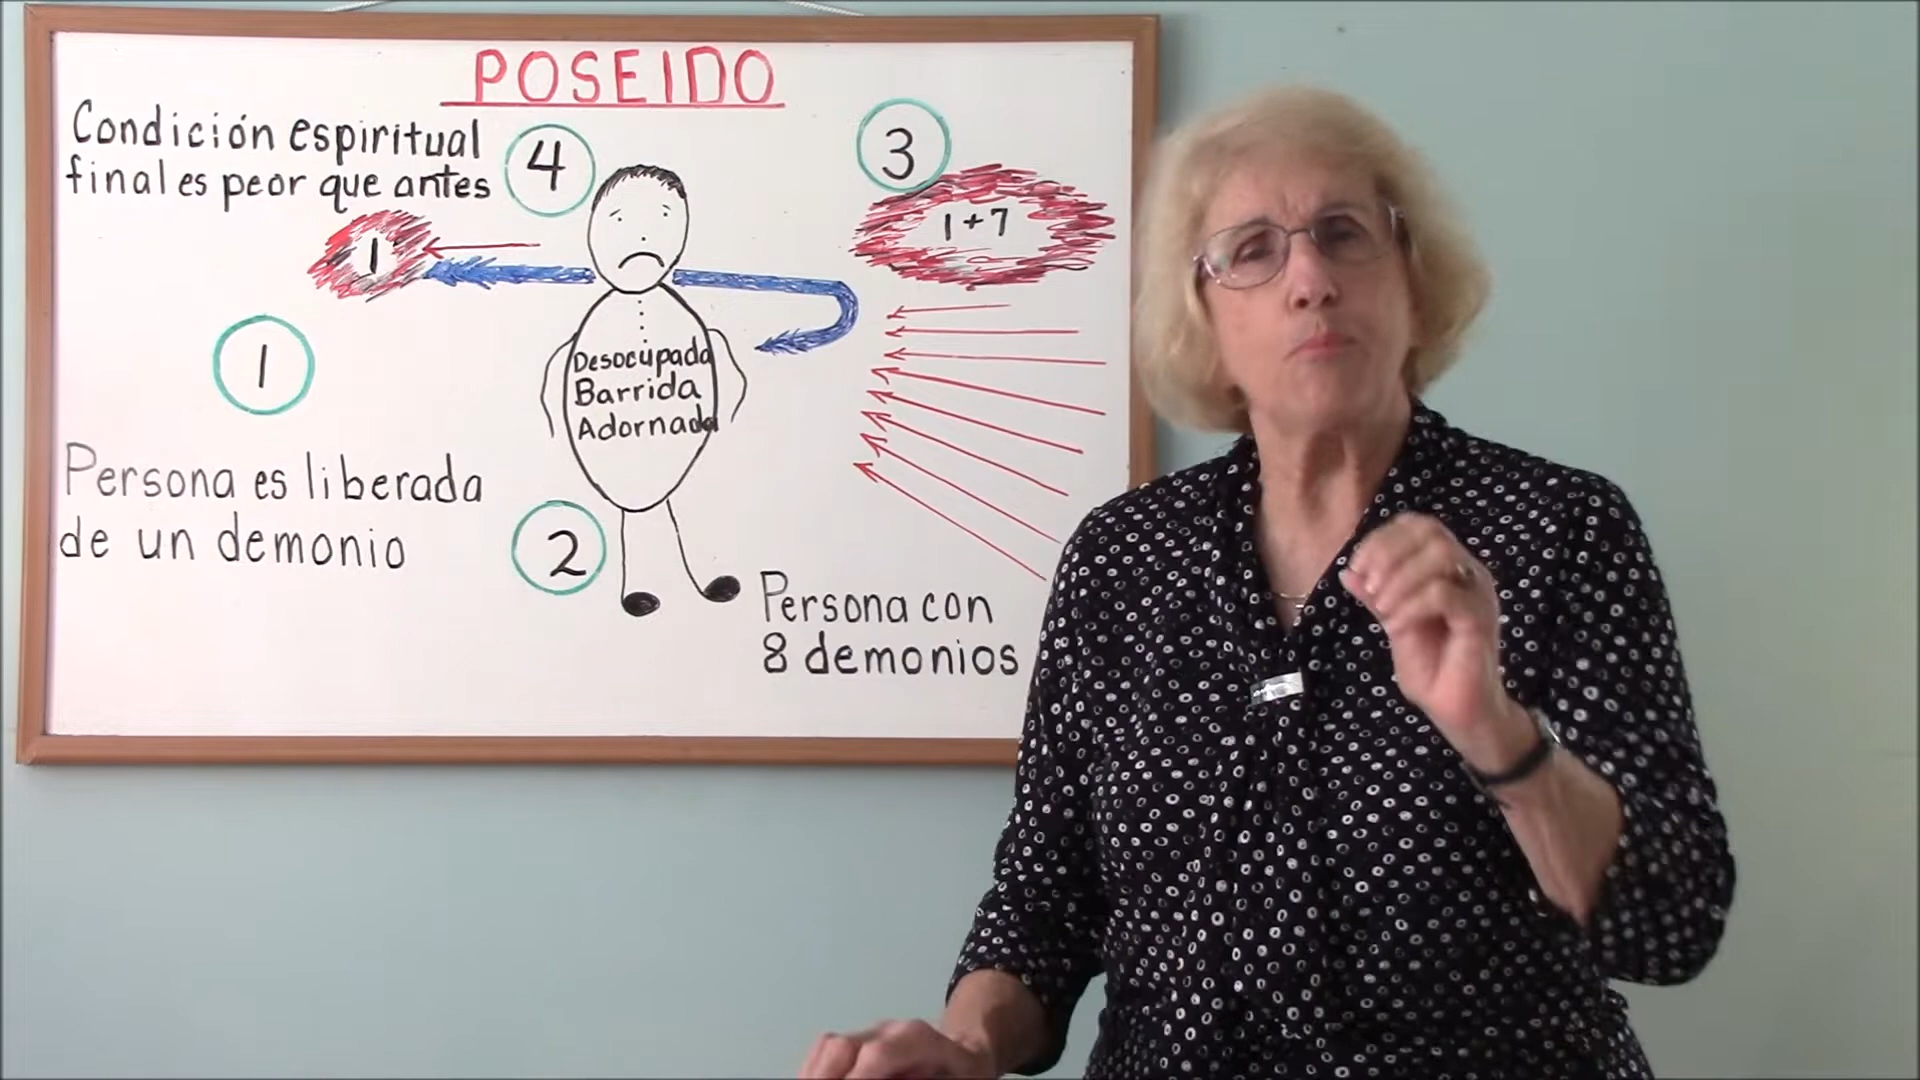 POSEIDO
Condición espiritual
final es peor que antes
4
3
1
1+7
1
Desocupada
Barrida
Adornada
Persona es liberada
de un demonio
2
Persona con
8 demonios